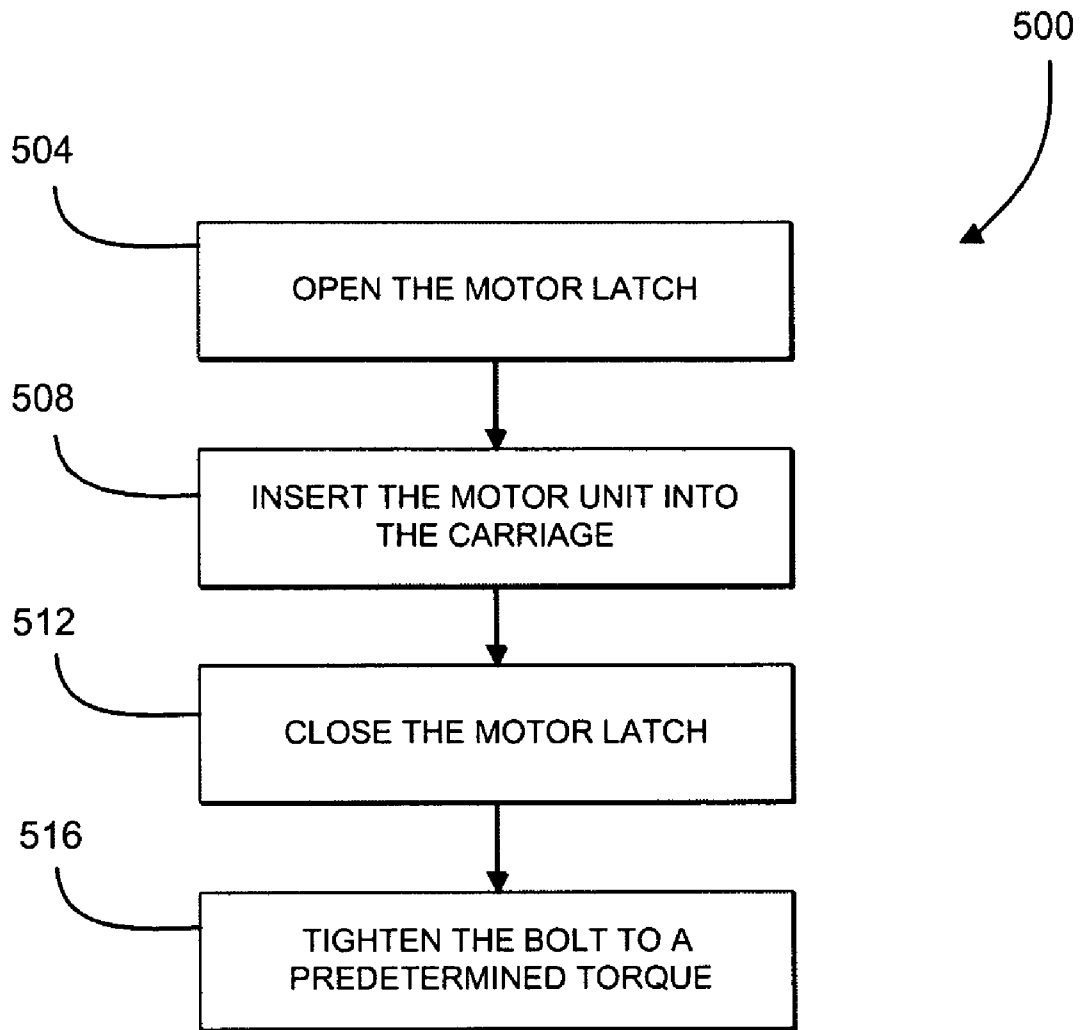 500
504
OPEN THE MOTOR LATCH
508
INSERT THE MOTOR UNIT INTO
THE CARRIAGE
512
CLOSE THE MOTOR LATCH
516
TIGHTEN THE BOLT TO A
PREDETERMINED TORQUE